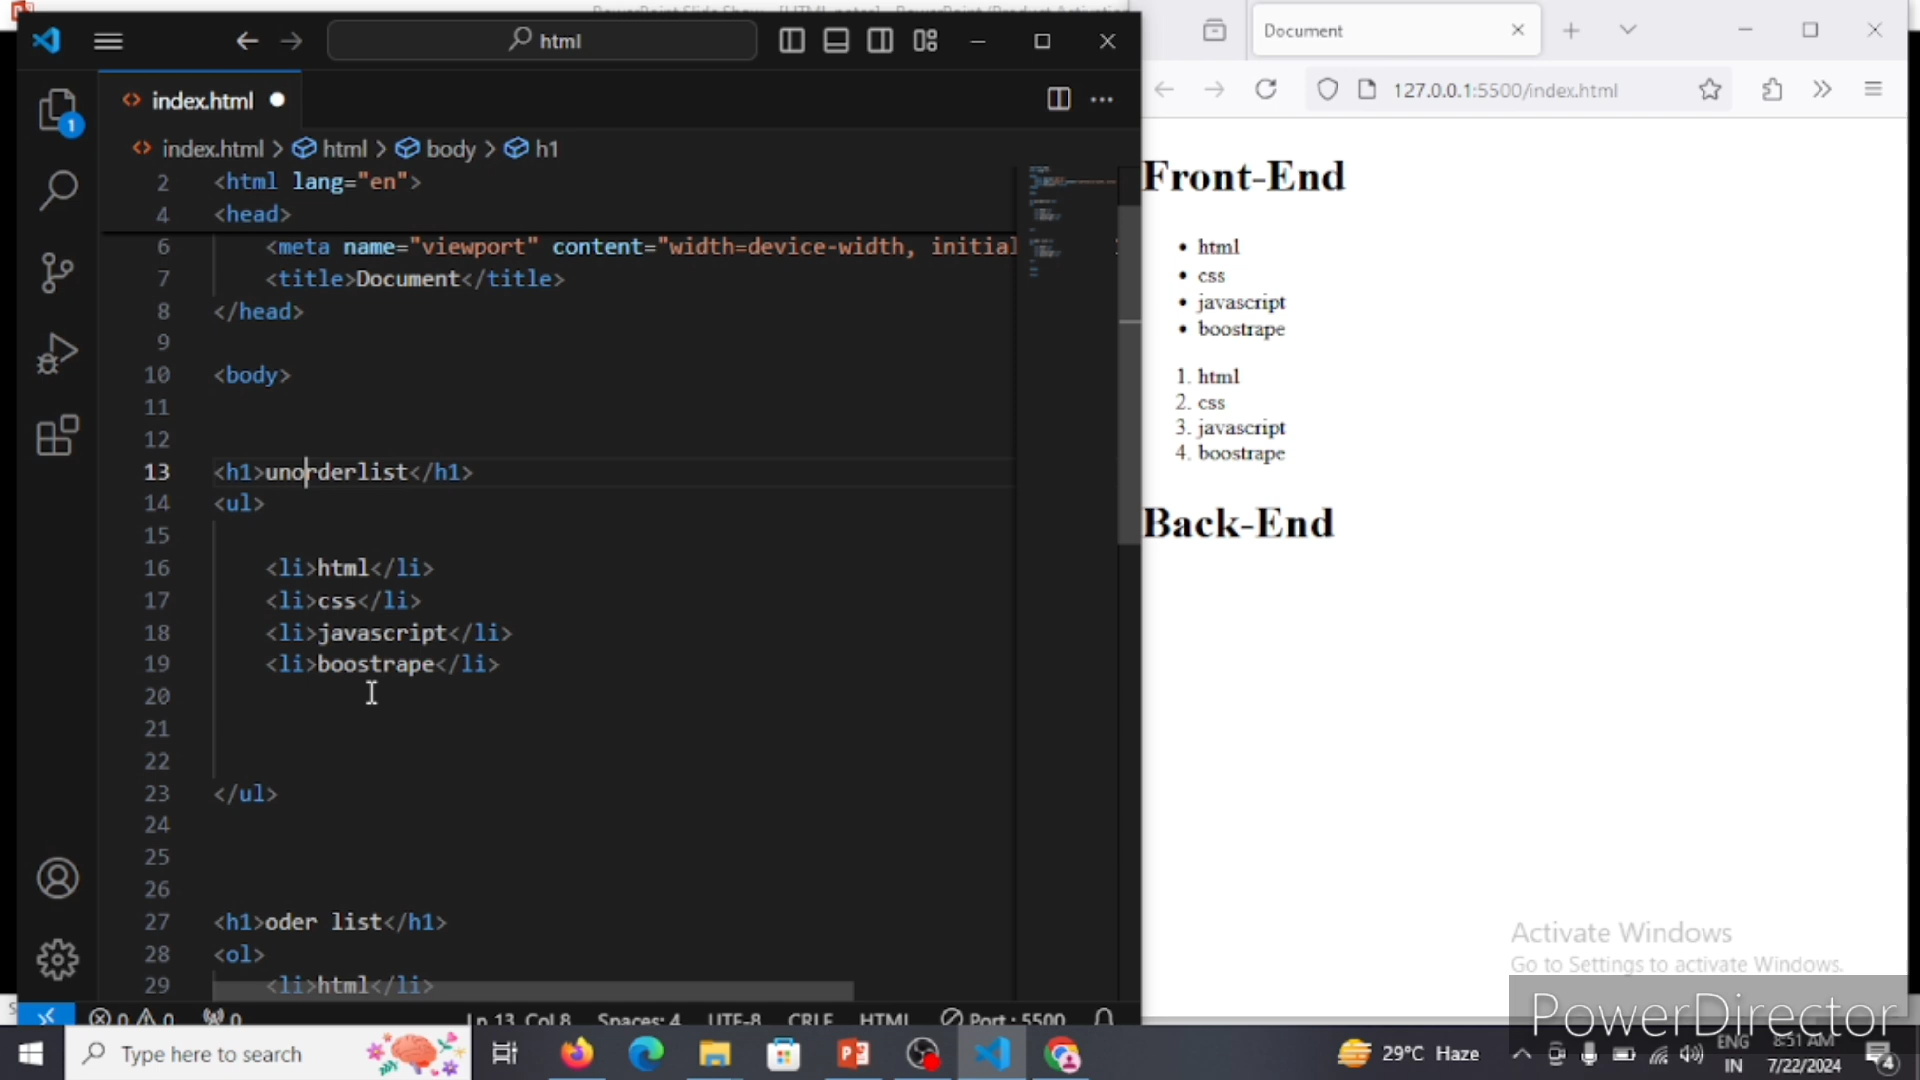 html
index.html
index.html > html > body > h1
1
2 <html lang="en">
4 <head>
6 <meta name="viewport" content="width=device-width, initial
7 <title>Document</title>
8 </head>
9
10 <body>
11
12
13 <h1>unorderlist</h1>
14 <ul>
15
16 <li>html</li>
17 <li>css</li>
18 <li>javascript</li>
19 <li>boostrape</li>
20
21
22
23 </ul>
24
25
26
27 <h1>oder list</h1>
28 <ol>
29 <li>html</li>
0 0 0 Ln 13, Col 8 Spaces: 4 UTF-8 CRLF HTML Port : 5500
Document
127.0.0.1:5500/index.html
Front-End
• html
• css
• javascript
• boostrape
1. html
2. css
3. javascript
4. boostrape
Back-End
Activate Windows
Go to Settings to activate Windows.
PowerDirector
Type here to search
29°C Haze
ENG
IN
8:51 AM
7/22/2024
4